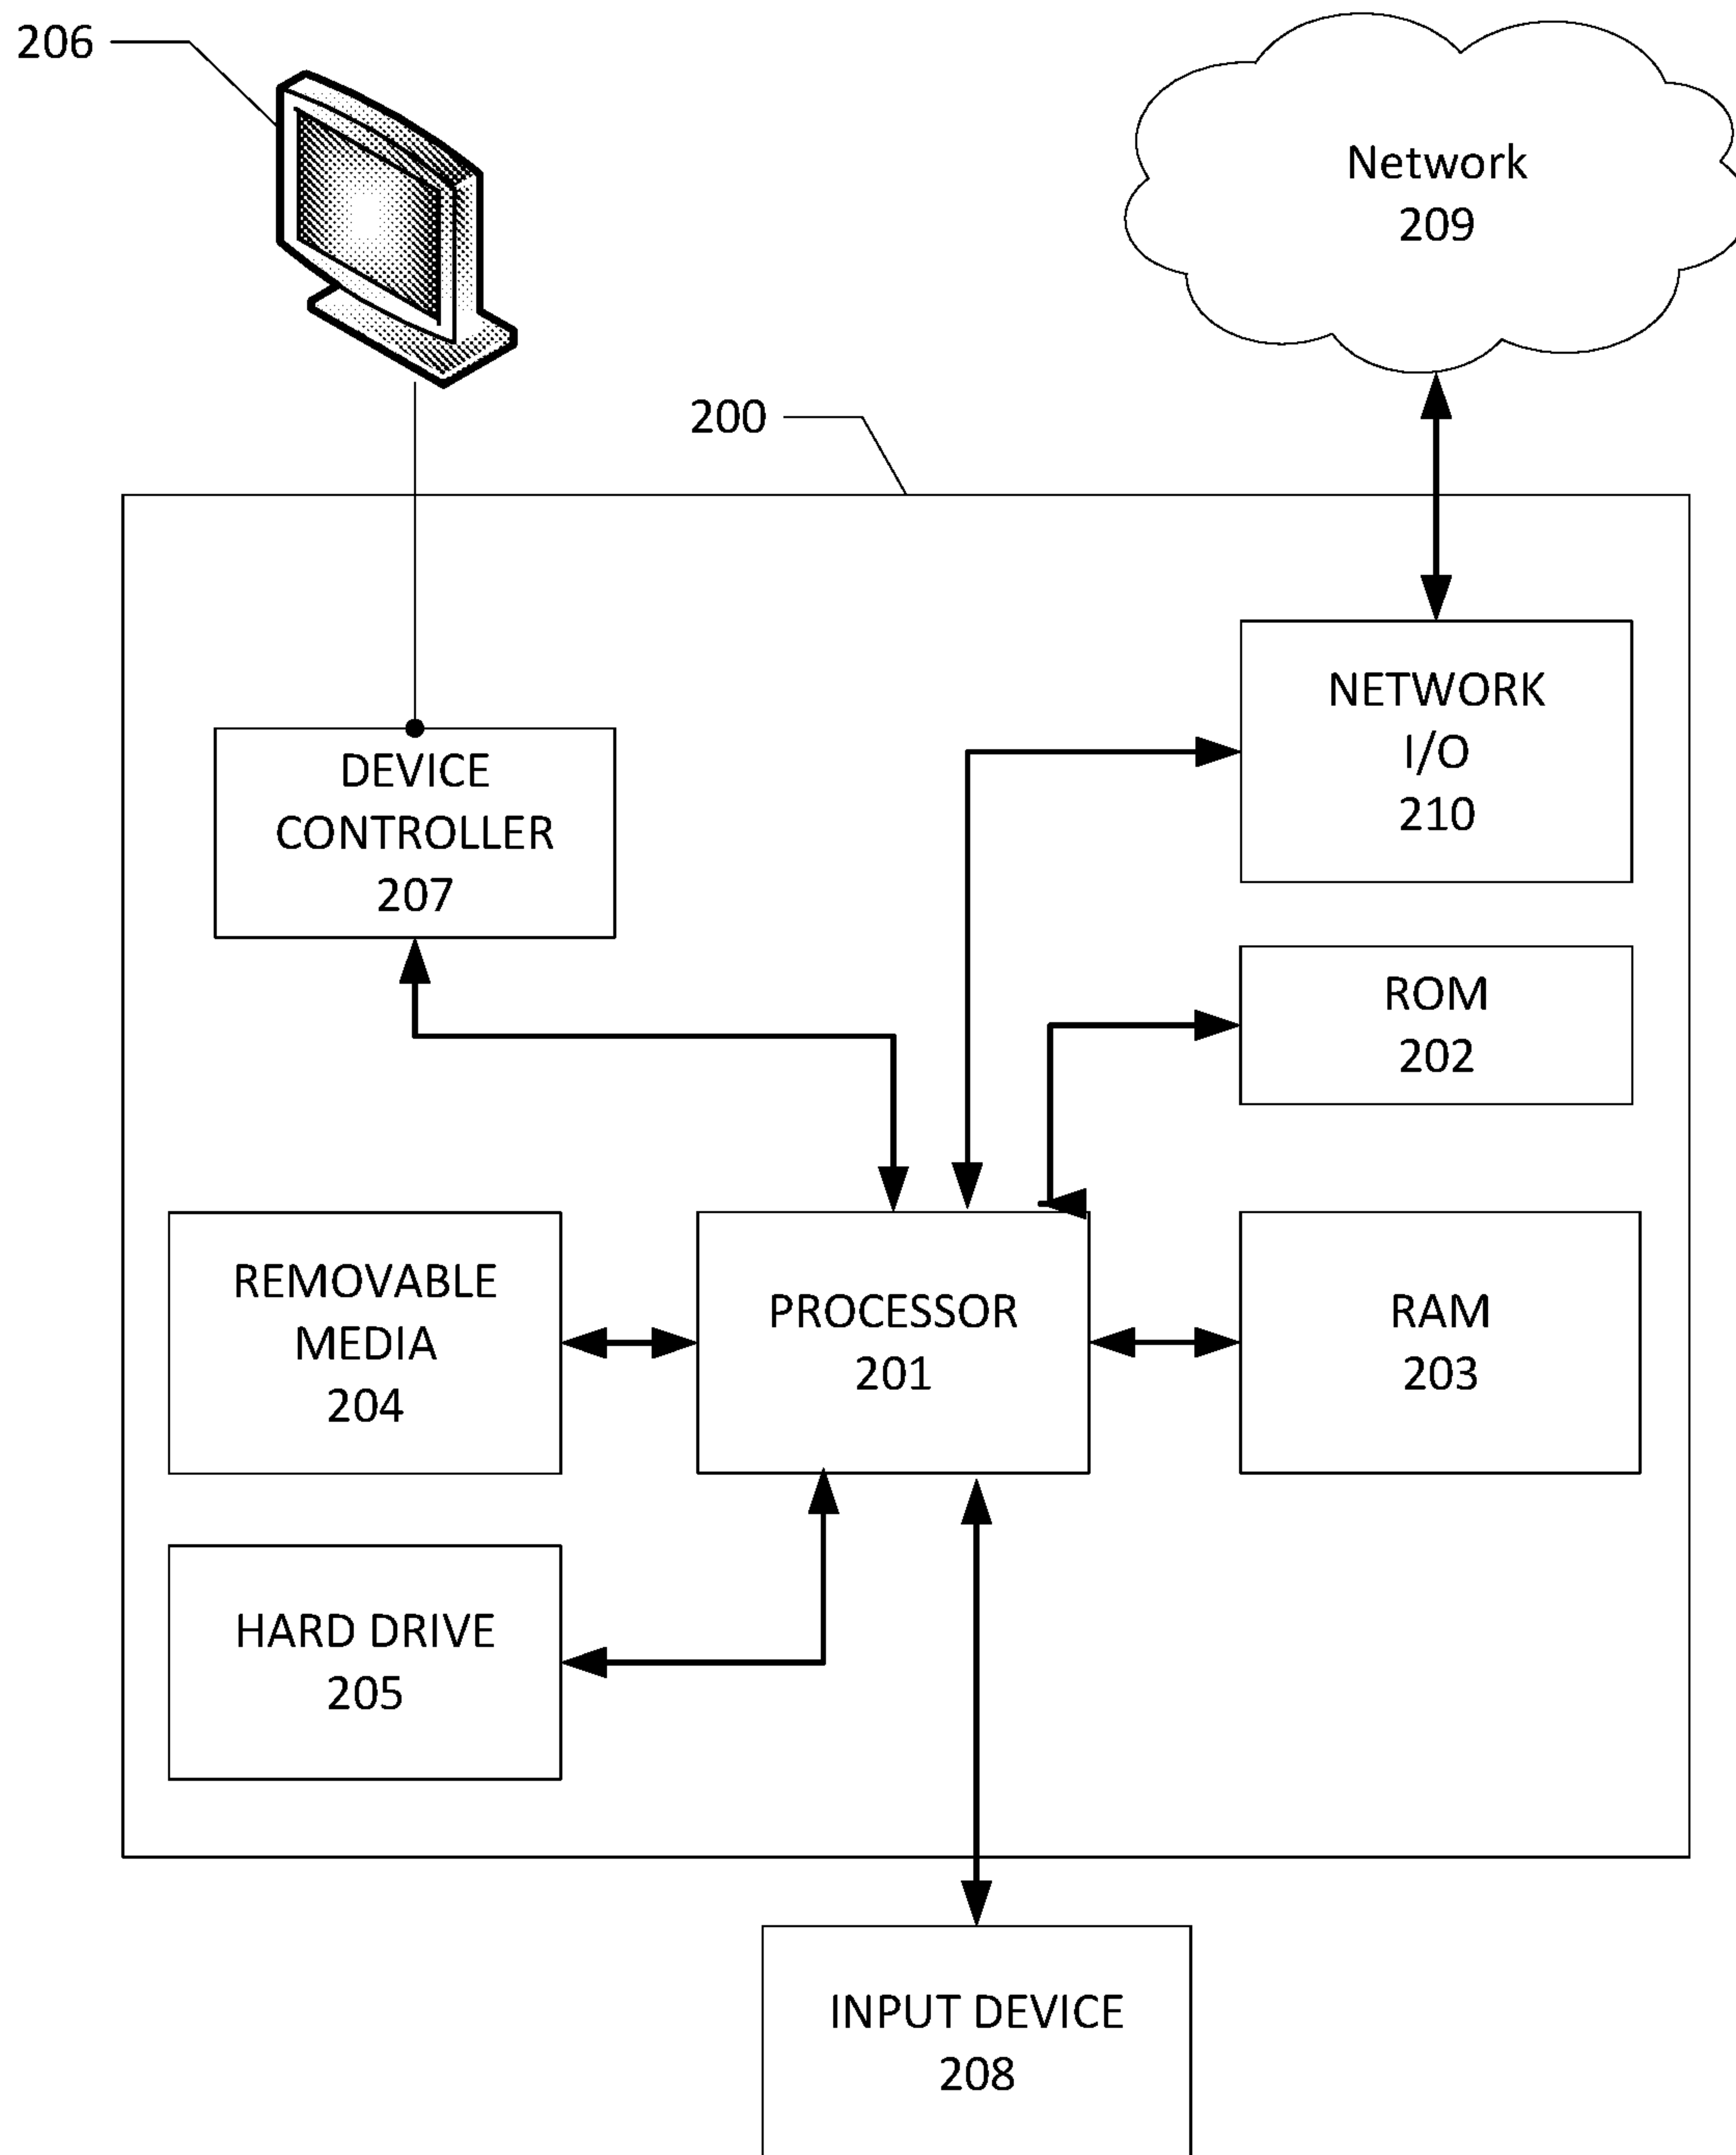 206
Network
209
200
NETWORK
I/O
210
DEVICE
CONTROLLER
207
ROM
202
REMOVABLE
MEDIA
204
PROCESSOR
201
RAM
203
HARD DRIVE
205
INPUT DEVICE
208